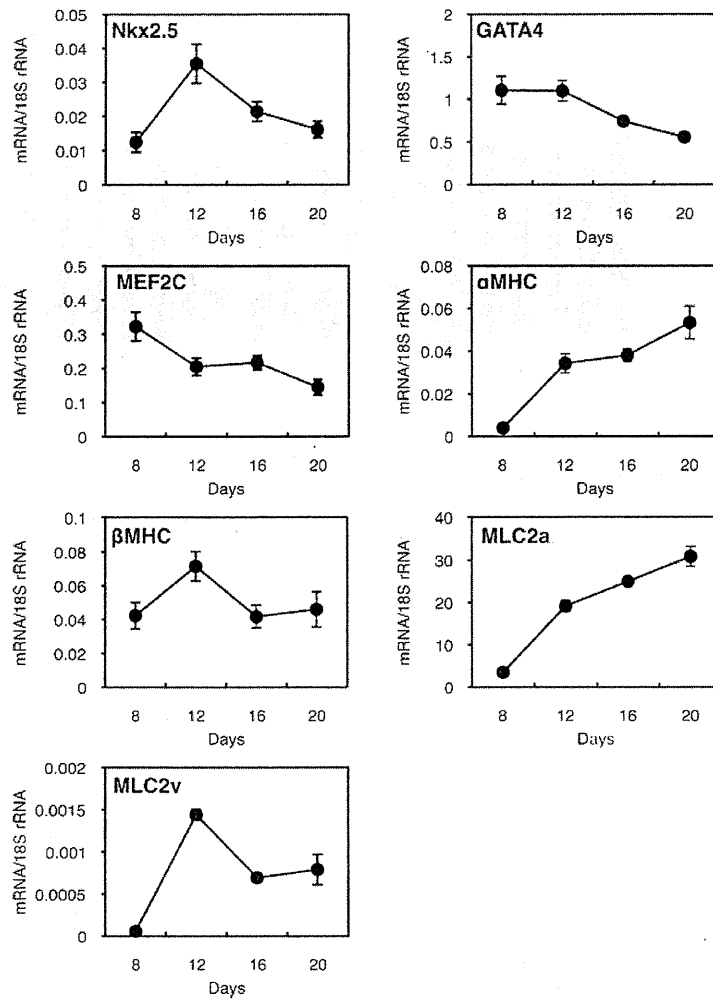 Nkx2.5
mRNA/18S rRNA
0.05
0.04
0.03
0.02
0.01
0
8 12 16 20
Days
GATA4
mRNA/18S rRNA
2
1.5
1
0.5
0
8 12 16 20
Days
MEF2C
mRNA/18S rRNA
0.5
0.4
0.3
0.2
0.1
0
8 12 16 20
Days
αMHC
mRNA/18S rRNA
0.08
0.06
0.04
0.02
0
8 12 16 20
Days
βMHC
mRNA/18S rRNA
0.1
0.08
0.06
0.04
0.02
0
8 12 16 20
Days
MLC2a
mRNA/18S rRNA
40
30
20
10
0
8 12 16 20
Days
MLC2v
mRNA/18S rRNA
0.002
0.0015
0.001
0.0005
0
8 12 16 20
Days